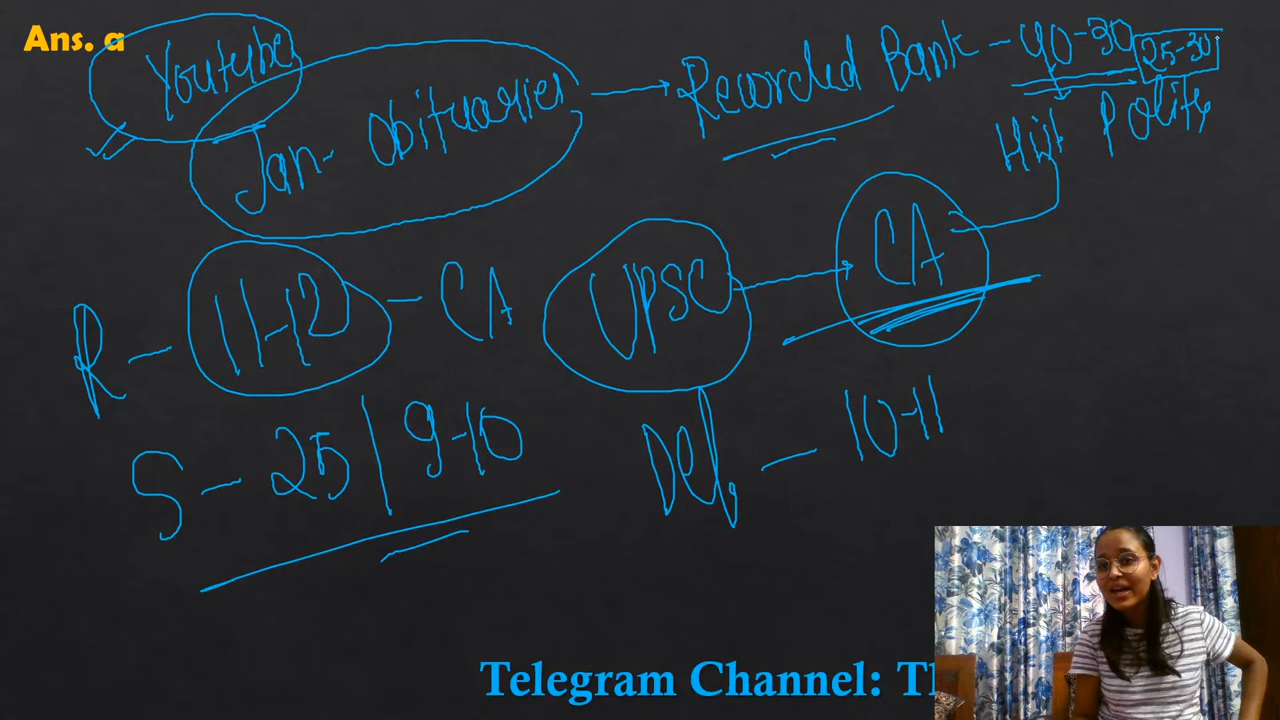 Ans. a
Youtube
Jan- Obituaries → Recorded Bank - 40-30 25-30
Hist Polity
R - 11-12 - CA
UPSC → CA
S - 25 | 9-10
Def. - 10-11
Telegram Channel: